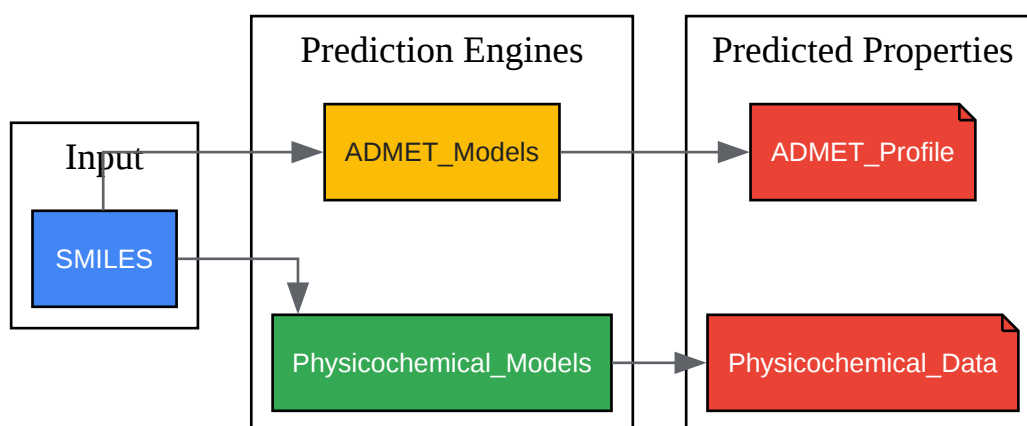 Input
SMILES
Prediction Engines
ADMET_Models
Physicochemical_Models
Predicted Properties
ADMET_Profile
Physicochemical_Data